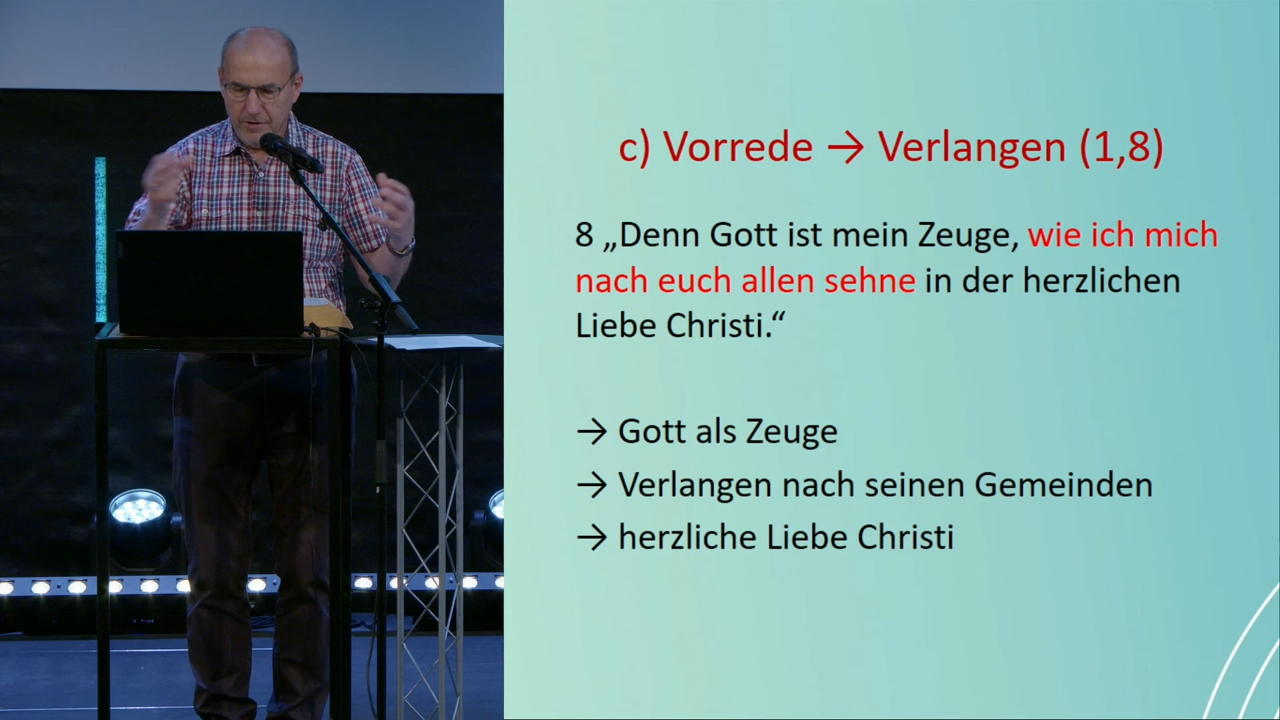 c) Vorrede → Verlangen (1,8)
8 „Denn Gott ist mein Zeuge, wie ich mich
nach euch allen sehne in der herzlichen
Liebe Christi.“
→ Gott als Zeuge
→ Verlangen nach seinen Gemeinden
→ herzliche Liebe Christi